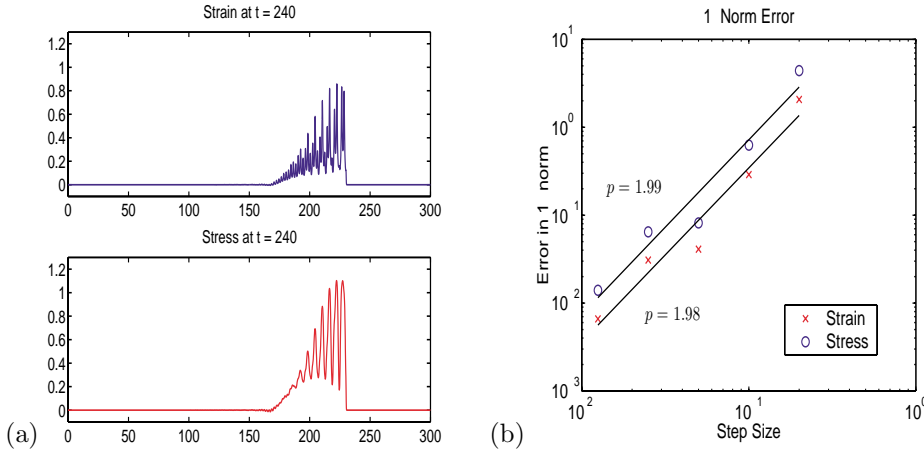 Strain at t = 240
1.2
1
0.8
0.6
0.4
0.2
0
0 50 100 150 200 250 300
Stress at t = 240
1.2
1
0.8
0.6
0.4
0.2
0
0 50 100 150 200 250 300
(a)
1 Norm Error
10^1
10^0
10^1
10^2
10^3
Error in 1 norm
p = 1.99
p = 1.98
Strain
Stress
10^2 10^1 10^0
Step Size
(b)